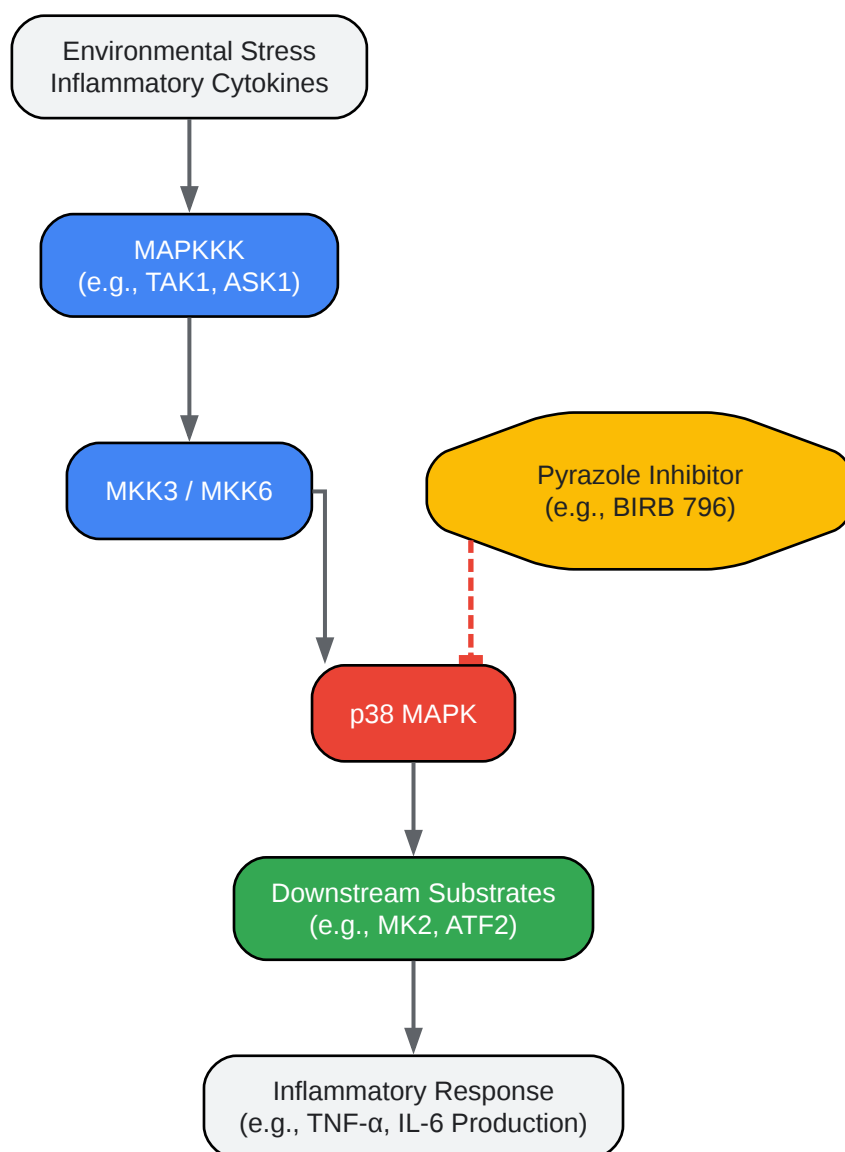 Environmental Stress
Inflammatory Cytokines
MAPKKK
(e.g., TAK1, ASK1)
MKK3 / MKK6
Pyrazole Inhibitor
(e.g., BIRB 796)
p38 MAPK
Downstream Substrates
(e.g., MK2, ATF2)
Inflammatory Response
(e.g., TNF-α, IL-6 Production)